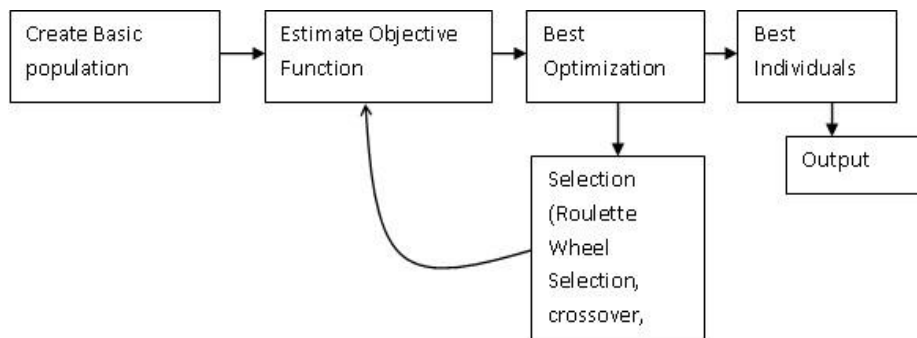 Create Basic
population
Estimate Objective
Function
Best
Optimization
Best
Individuals
Output
Selection
(Roulette
Wheel
Selection,
crossover,